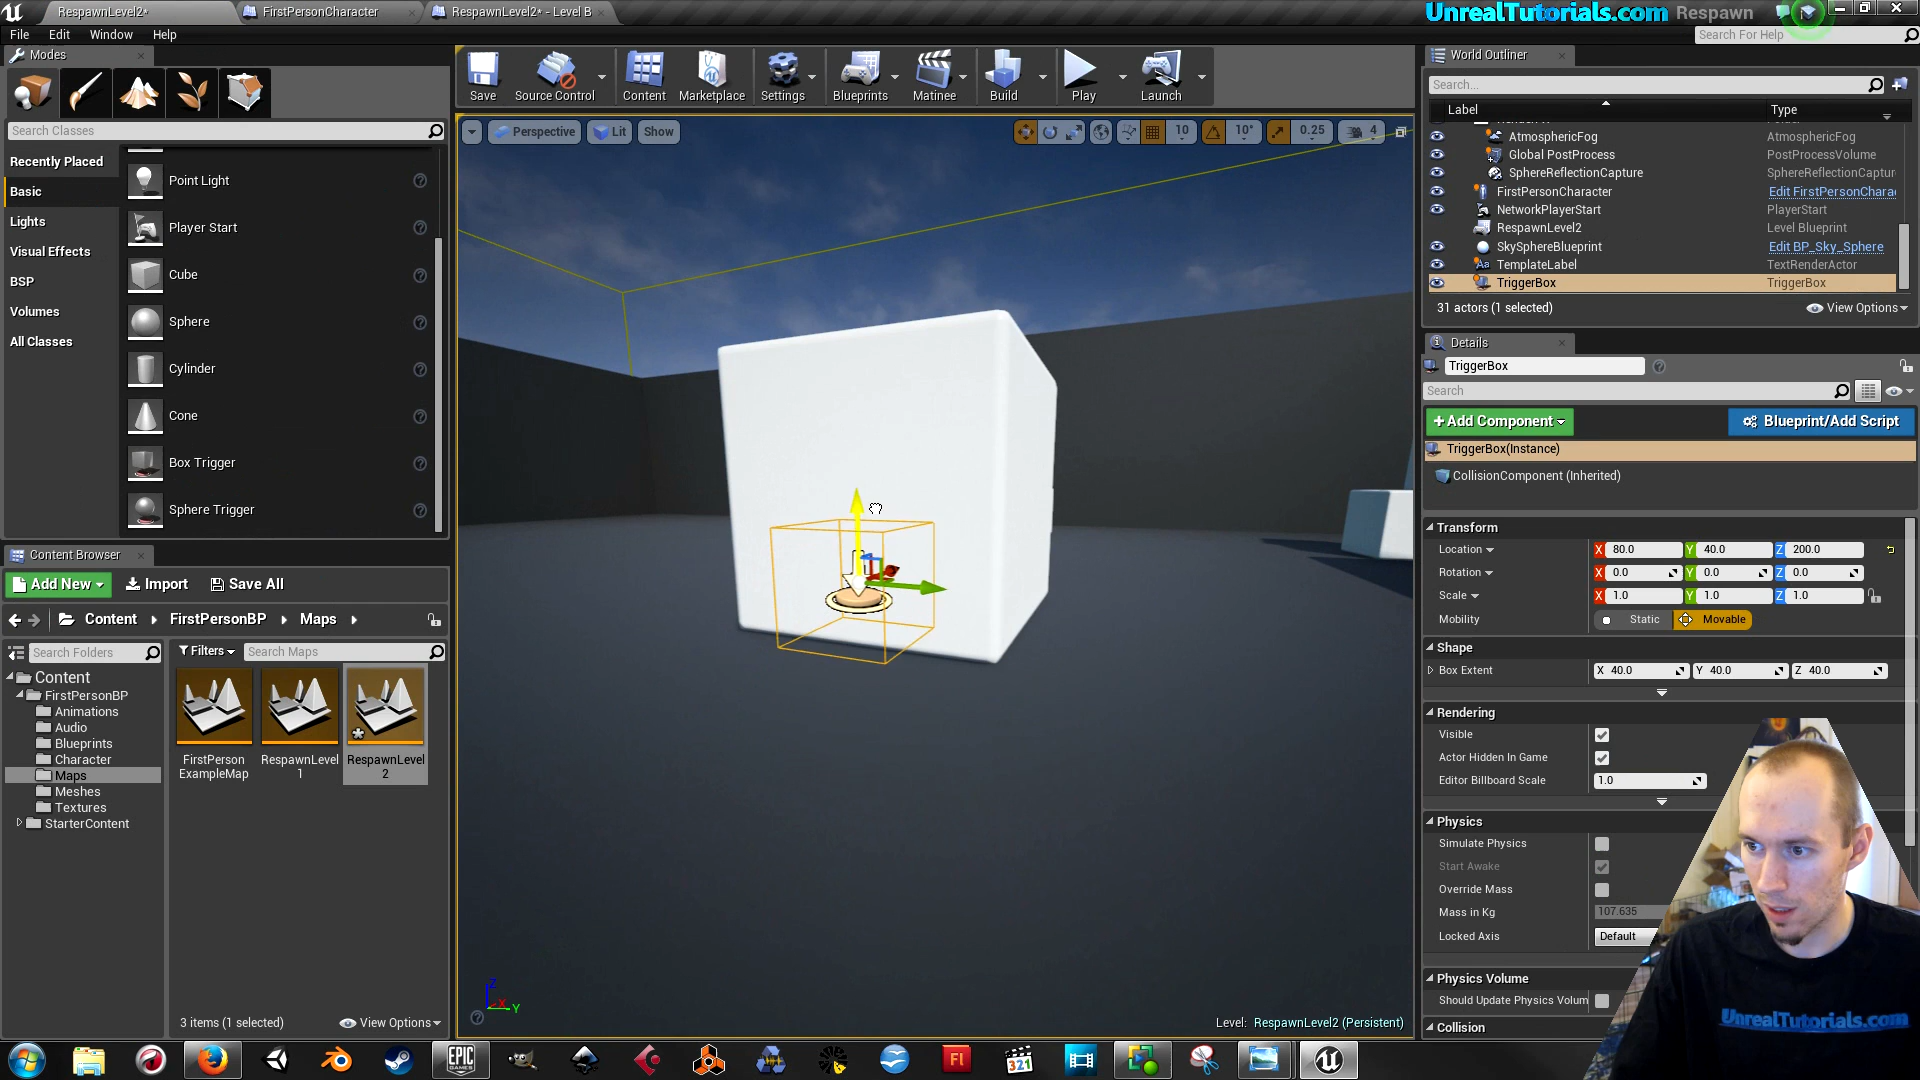 RespawnLevel2*
FirstPersonCharacter
RespawnLevel2* - Level B
UnrealTutorials.com Respawn
File Edit Window Help
Search For Help
Modes
Search Classes
Recently Placed
Basic
Lights
Visual Effects
BSP
Volumes
All Classes
Point Light
Player Start
Cube
Sphere
Cylinder
Cone
Box Trigger
Sphere Trigger
Save
Source Control
Content
Marketplace
Settings
Blueprints
Matinee
Build
Play
Launch
Perspective
Lit
Show
10
10°
0.25
4
Z
X
Y
Level: RespawnLevel2 (Persistent)
Content Browser
Add New
Import
Save All
Content
FirstPersonBP
Maps
Search Folders
Filters
Search Maps
Content
FirstPersonBP
Animations
Audio
Blueprints
Character
Maps
Meshes
Textures
StarterContent
FirstPerson
ExampleMap
RespawnLevel
1
RespawnLevel
2
3 items (1 selected)
View Options
World Outliner
Search...
Label
Type
AtmosphericFog AtmosphericFog
Global PostProcess PostProcessVolume
SphereReflectionCapture SphereReflectionCaptur
FirstPersonCharacter Edit FirstPersonChara
NetworkPlayerStart PlayerStart
RespawnLevel2 Level Blueprint
SkySphereBlueprint Edit BP_Sky_Sphere
TemplateLabel TextRenderActor
TriggerBox TriggerBox
31 actors (1 selected)
View Options
Details
TriggerBox
Search
+Add Component
Blueprint/Add Script
TriggerBox(Instance)
CollisionComponent (Inherited)
Transform
Location X 80.0 Y 40.0 Z 200.0
Rotation X 0.0 Y 0.0 Z 0.0
Scale X 1.0 Y 1.0 Z 1.0
Mobility Static Movable
Shape
Box Extent X 40.0 Y 40.0 Z 40.0
Rendering
Visible
Actor Hidden In Game
Editor Billboard Scale 1.0
Physics
Simulate Physics
Start Awake
Override Mass
Mass in Kg 107.635
Locked Axis Default
Physics Volume
Should Update Physics Volum
Collision
UnrealTutorials.com
EPIC
GAMES
Fl
321